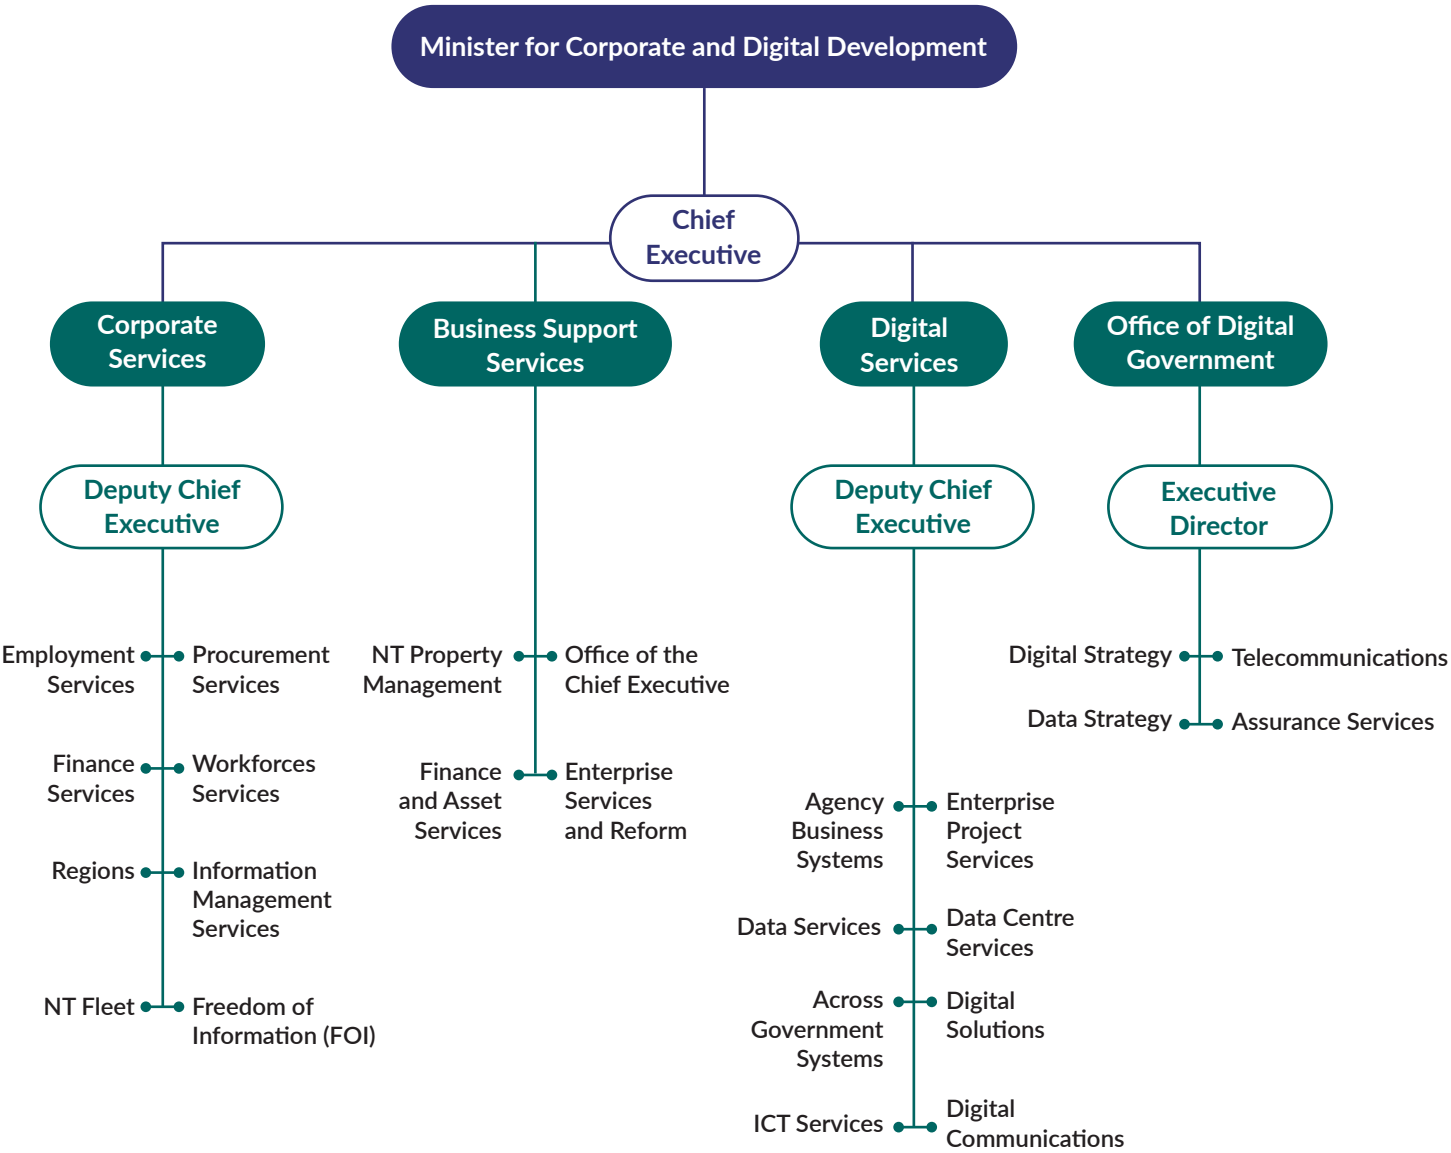 Minister for Corporate and Digital Development
Chief
Executive
Corporate
Services
Business Support
Services
Digital
Services
Office of Digital
Government
Deputy Chief
Executive
Deputy Chief
Executive
Executive
Director
Employment
Services
Procurement
Services
Finance
Services
Workforces
Services
Regions
Information
Management
Services
NT Fleet
Freedom of
Information (FOI)
NT Property
Management
Office of the
Chief Executive
Finance
and Asset
Services
Enterprise
Services
and Reform
Agency
Business
Systems
Enterprise
Project
Services
Data Services
Data Centre
Services
Across
Government
Systems
Digital
Solutions
ICT Services
Digital
Communications
Digital Strategy
Telecommunications
Data Strategy
Assurance Services